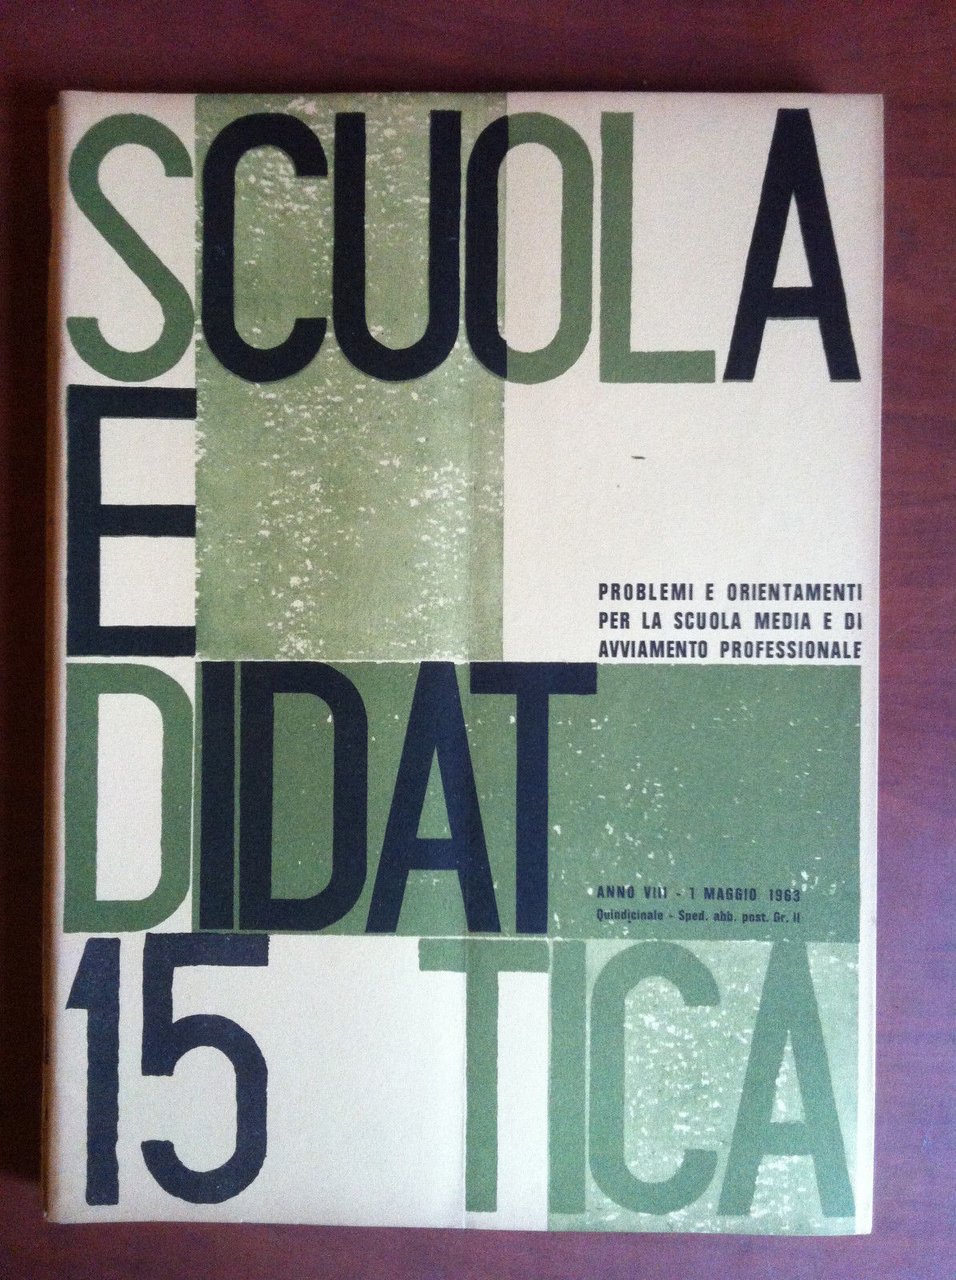 SCUOLA
E
PROBLEMI E ORIENTAMENTI
PER LA SCUOLA MEDIA E DI
AVVIAMENTO PROFESSIONALE
DIDAT
ANNO VIII - 1 MAGGIO 1963
Quindicinale - Sped. abb. post. Gr. II
15 TICA